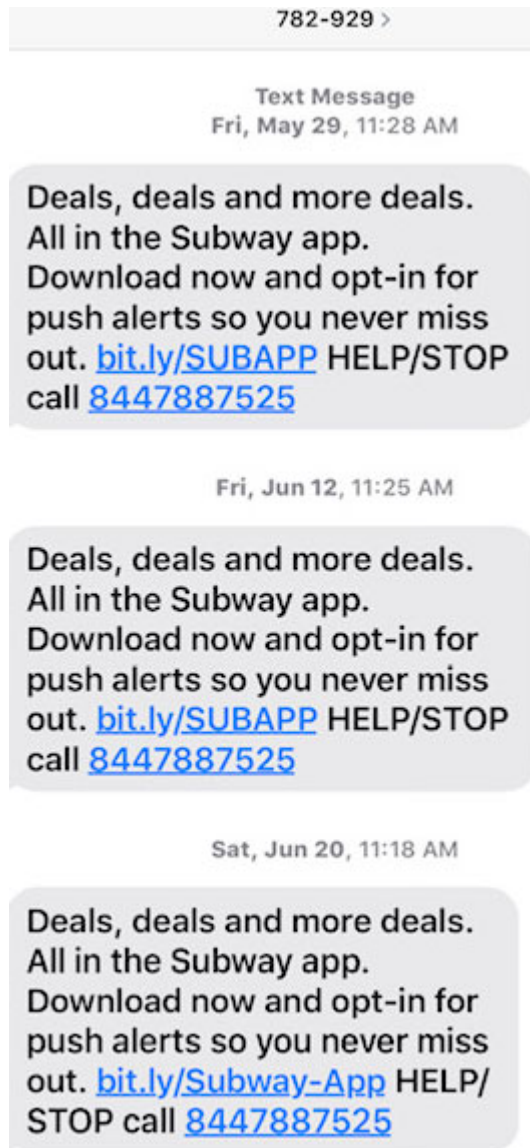 782-929 >
Text Message
Fri, May 29, 11:28 AM
Deals, deals and more deals.
All in the Subway app.
Download now and opt-in for
push alerts so you never miss
out. bit.ly/SUBAPP HELP/STOP
call 8447887525
Fri, Jun 12, 11:25 AM
Deals, deals and more deals.
All in the Subway app.
Download now and opt-in for
push alerts so you never miss
out. bit.ly/SUBAPP HELP/STOP
call 8447887525
Sat, Jun 20, 11:18 AM
Deals, deals and more deals.
All in the Subway app.
Download now and opt-in for
push alerts so you never miss
out. bit.ly/Subway-App HELP/
STOP call 8447887525